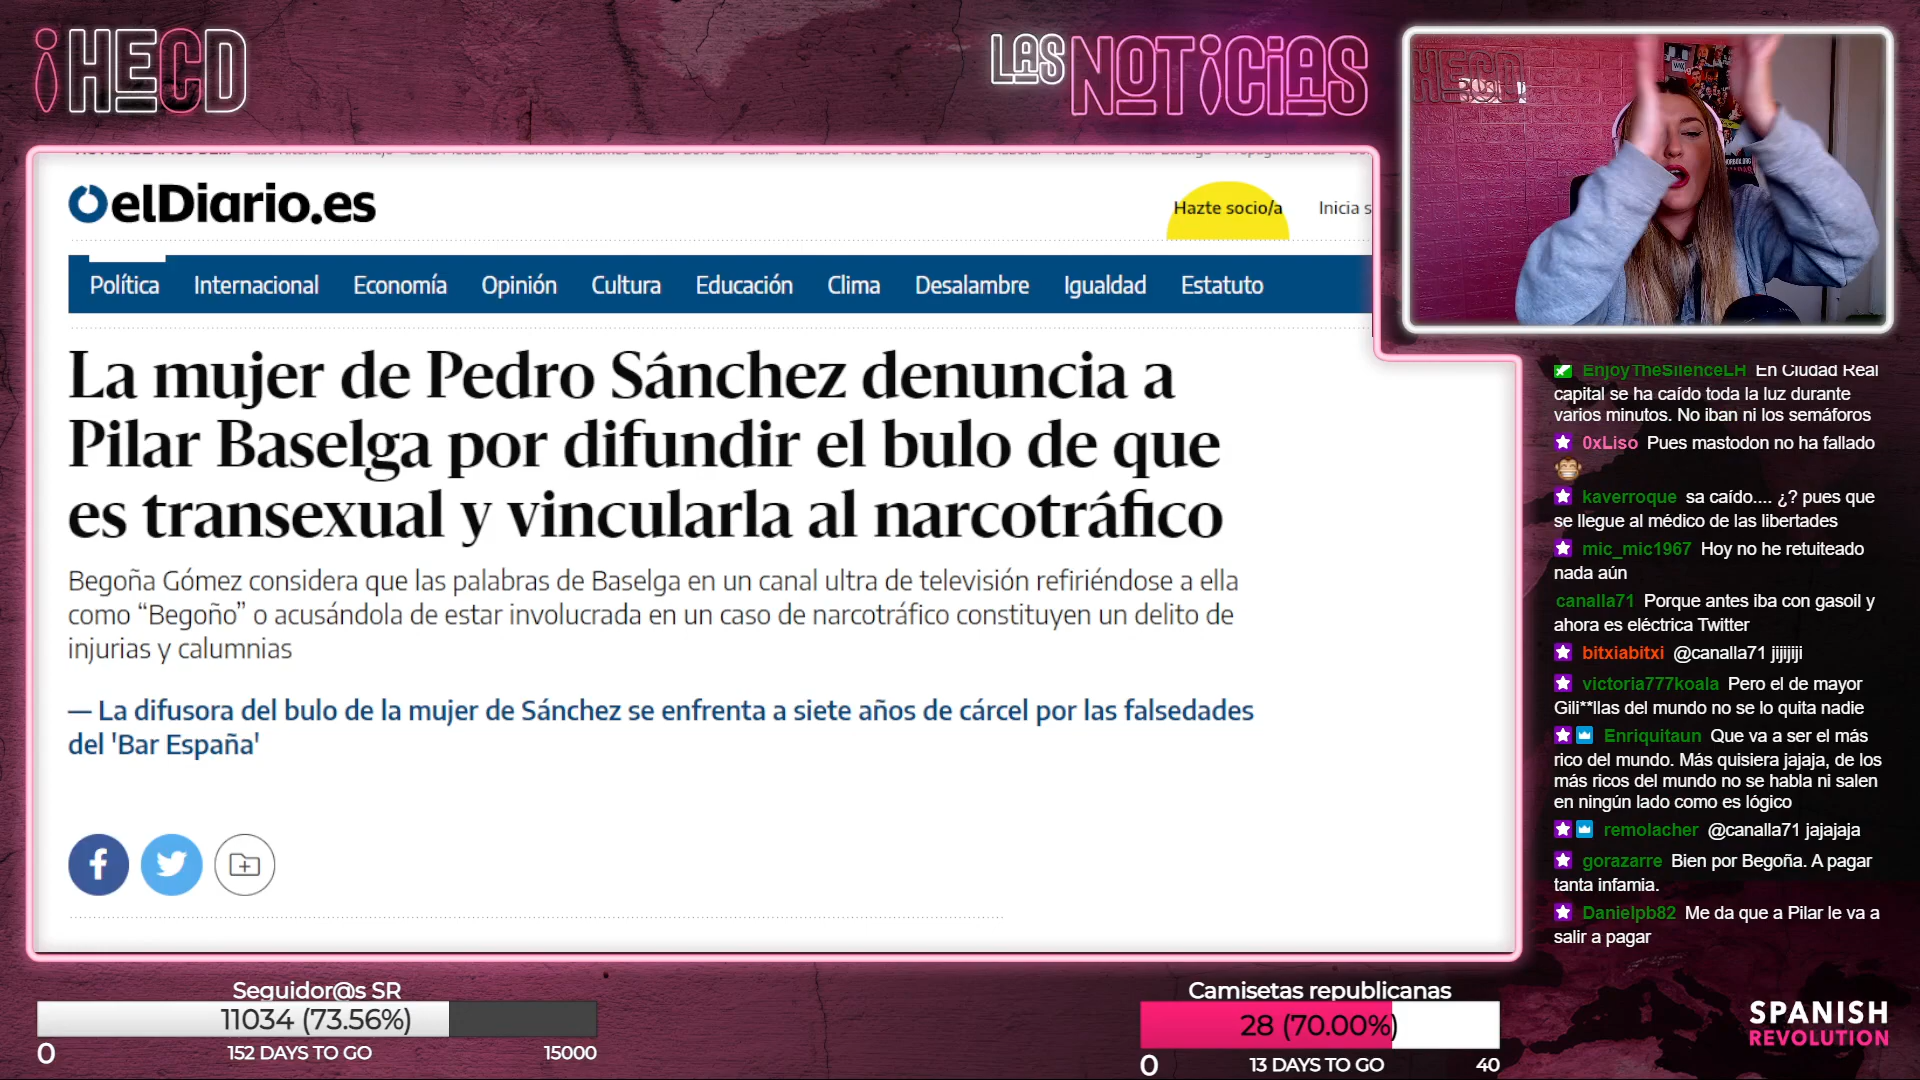 ¡HECD
LAS NOTICIAS
elDiario.es
Hazte socio/a
Inicia s
Política
Internacional
Economía
Opinión
Cultura
Educación
Clima
Desalambre
Igualdad
Estatuto
La mujer de Pedro Sánchez denuncia a
Pilar Baselga por difundir el bulo de que
es transexual y vincularla al narcotráfico
Begoña Gómez considera que las palabras de Baselga en un canal ultra de televisión refiriéndose a ella
como “Begoño” o acusándola de estar involucrada en un caso de narcotráfico constituyen un delito de
injurias y calumnias
— La difusora del bulo de la mujer de Sánchez se enfrenta a siete años de cárcel por las falsedades
del 'Bar España'
EnjoyTheSilenceLH En Ciudad Real
capital se ha caído toda la luz durante
varios minutos. No iban ni los semáforos
0xLiso Pues mastodon no ha fallado
kaverroque sa caído.... ¿? pues que
se llegue al médico de las libertades
mic_mic1967 Hoy no he retuiteado
nada aún
canalla71 Porque antes iba con gasoil y
ahora es eléctrica Twitter
bitxiabitxi @canalla71 jijijiji
victoria777koala Pero el de mayor
Gili**llas del mundo no se lo quita nadie
Enriquitaun Que va a ser el más
rico del mundo. Más quisiera jajaja, de los
más ricos del mundo no se habla ni salen
en ningún lado como es lógico
remolacher @canalla71 jajajaja
gorazarre Bien por Begoña. A pagar
tanta infamia.
Danielpb82 Me da que a Pilar le va a
salir a pagar
Seguidor@s SR
11034 (73.56%)
0
152 DAYS TO GO
15000
Camisetas republicanas
28 (70.00%)
0
13 DAYS TO GO
40
SPANISH
REVOLUTION